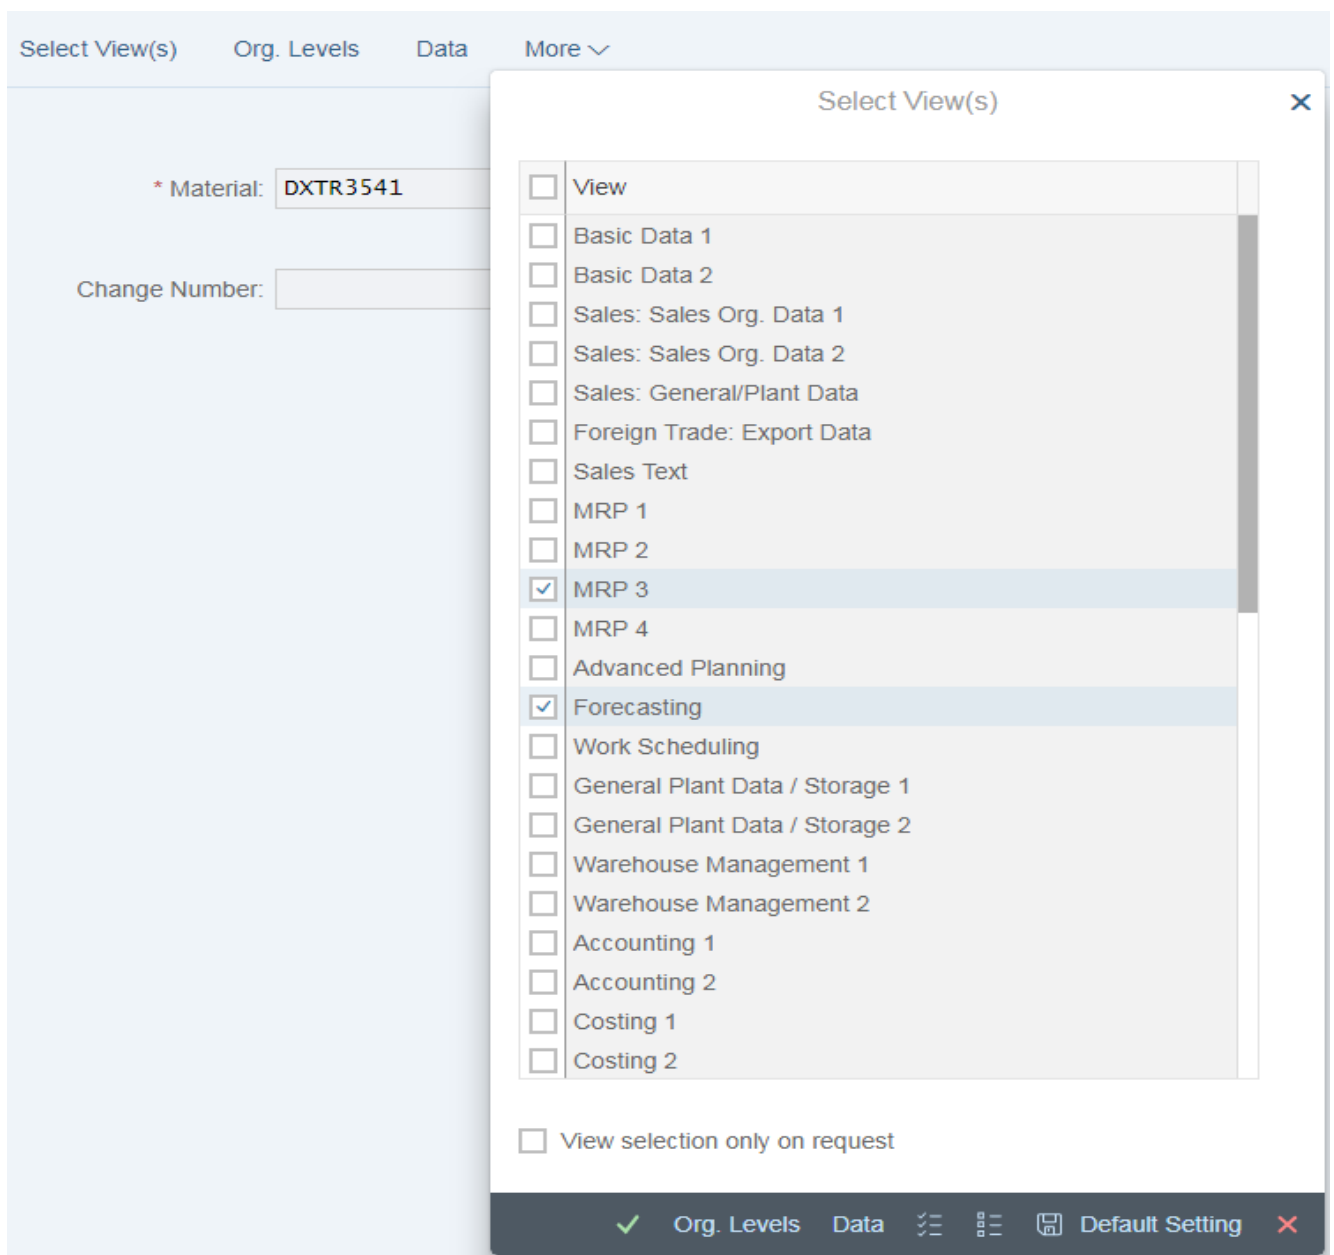 Select View(s) Org. Levels Data More
Select View(s)
* Material: DXTR3541
View
Basic Data 1
Basic Data 2
Change Number:
Sales: Sales Org. Data 1
Sales: Sales Org. Data 2
Sales: General/Plant Data
Foreign Trade: Export Data
Sales Text
MRP 1
MRP 2
MRP 3
MRP 4
Advanced Planning
Forecasting
Work Scheduling
General Plant Data / Storage 1
General Plant Data / Storage 2
Warehouse Management 1
Warehouse Management 2
Accounting 1
Accounting 2
Costing 1
Costing 2
View selection only on request
Org. Levels Data Default Setting